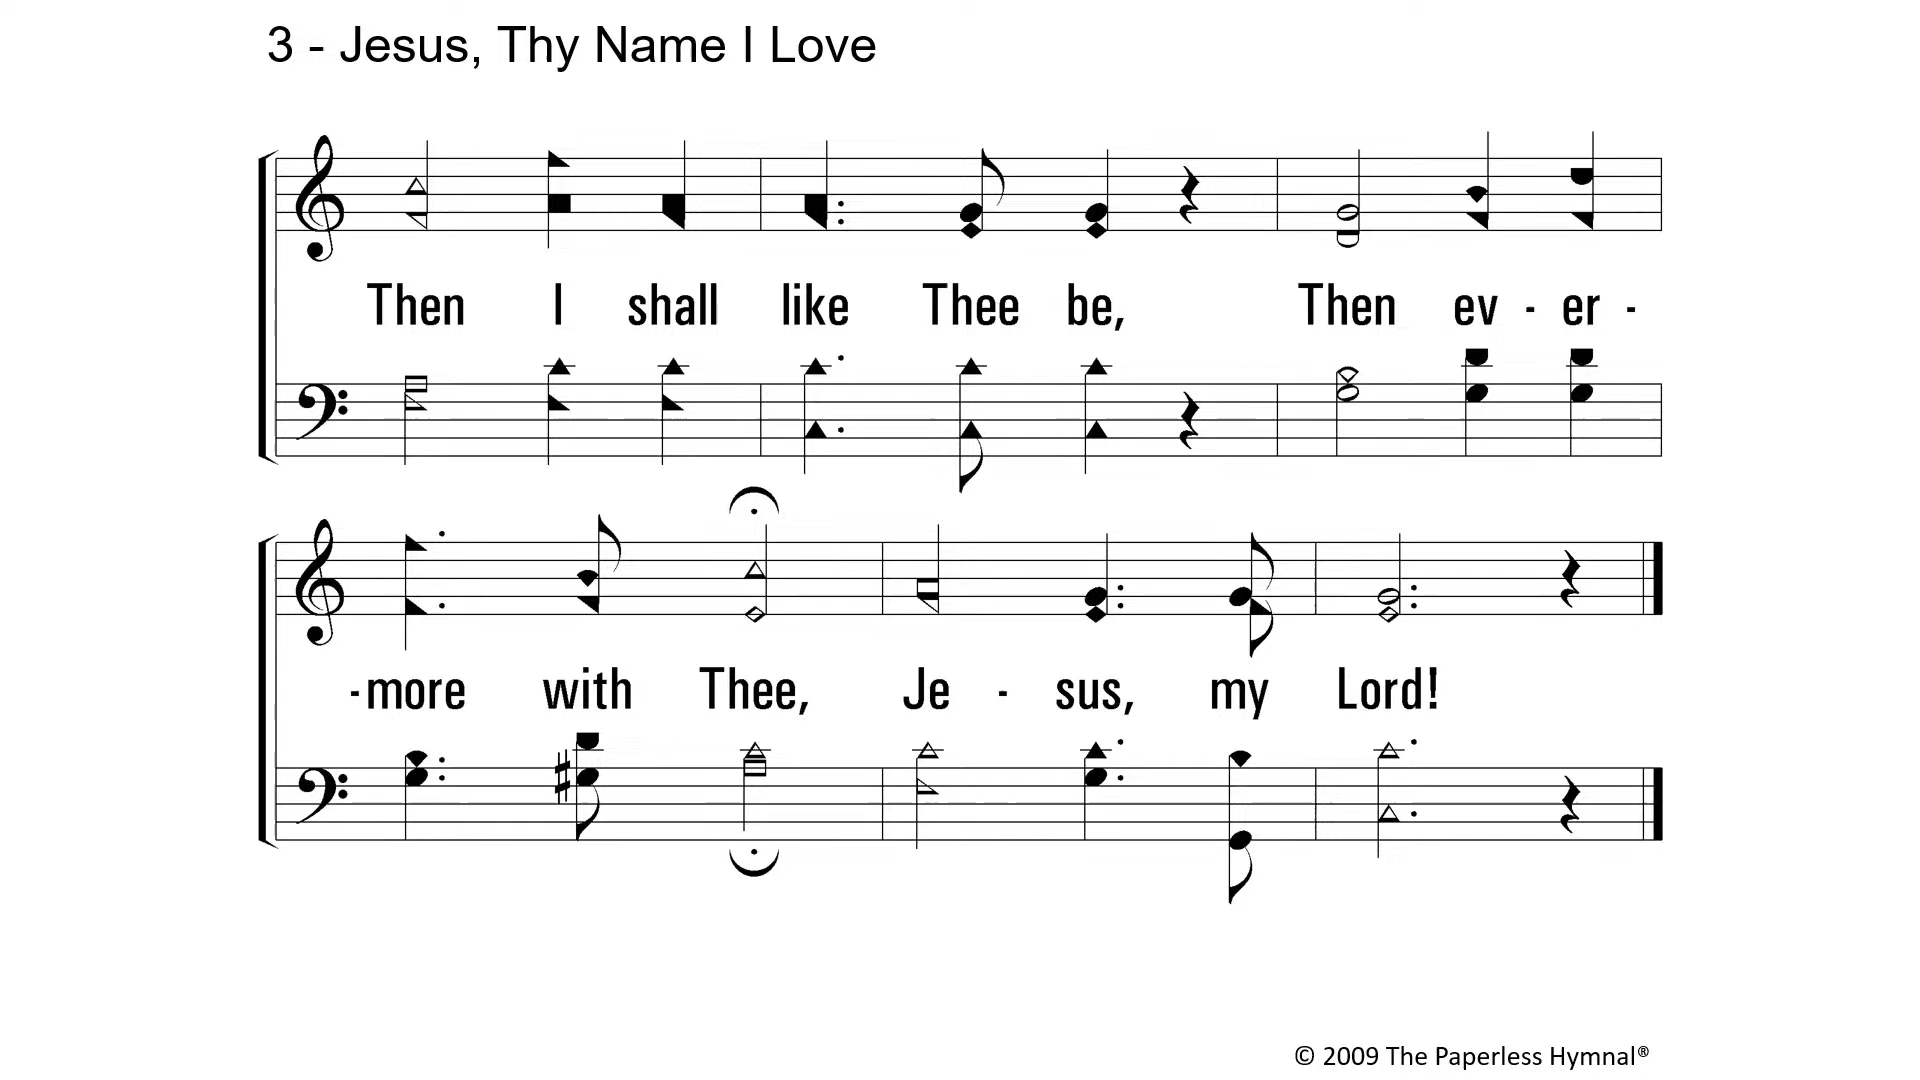 3 - Jesus, Thy Name I Love
Then I shall like Thee be, Then ev - er -
-more with Thee, Je - sus, my Lord!
© 2009 The Paperless Hymnal®